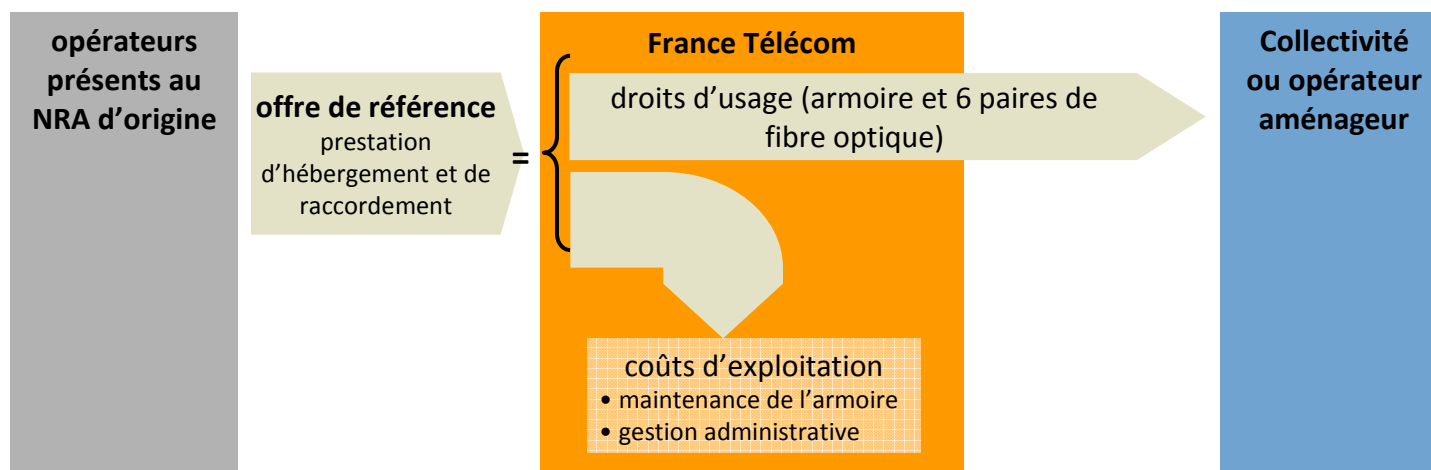 opérateurs
présents au
NRA d’origine
offre de référence
prestation
d’hébergement et de
raccordement
=
France Télécom
droits d’usage (armoire et 6 paires de
fibre optique)
coûts d’exploitation
• maintenance de l’armoire
• gestion administrative
Collectivité
ou opérateur
aménageur